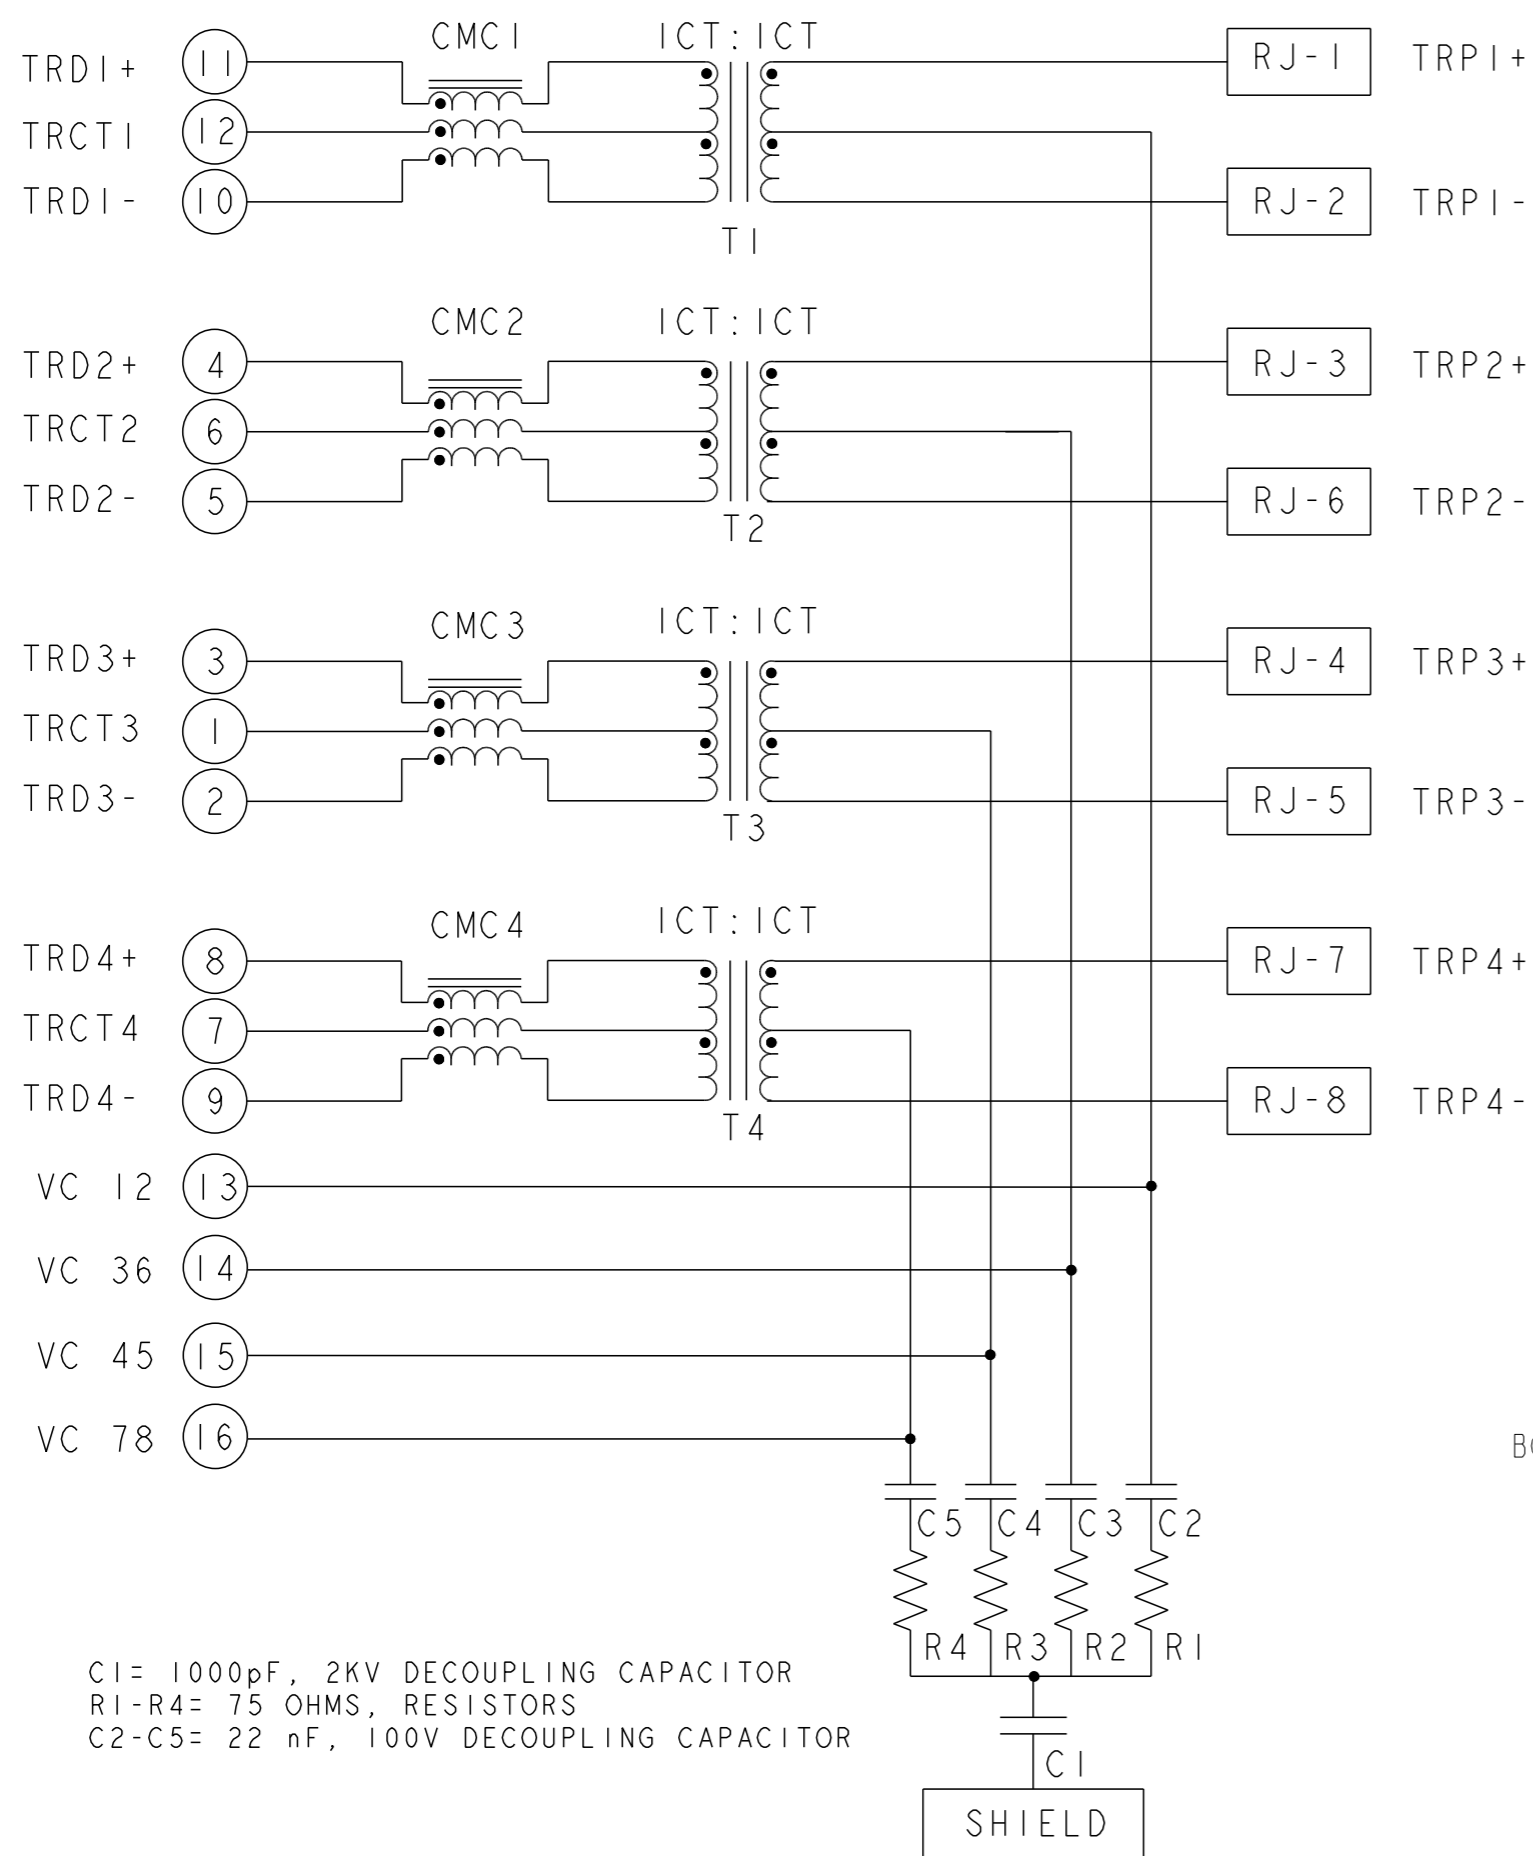 CMC1 1CT:1CT
TRD1+ 11 RJ-1 TRP1+
TRCT1 12
TRD1- 10 RJ-2 TRP1-
T1
CMC2 1CT:1CT
TRD2+ 4 RJ-3 TRP2+
TRCT2 6
TRD2- 5 RJ-6 TRP2-
T2
CMC3 1CT:1CT
TRD3+ 3 RJ-4 TRP3+
TRCT3 1
TRD3- 2 RJ-5 TRP3-
T3
CMC4 1CT:1CT
TRD4+ 8 RJ-7 TRP4+
TRCT4 7
TRD4- 9 RJ-8 TRP4-
T4
VC 12 13
VC 36 14
VC 45 15
VC 78 16
C5 C4 C3 C2
R4 R3 R2 R1
C1= 1000pF, 2KV DECOUPLING CAPACITOR
R1-R4= 75 OHMS, RESISTORS
C2-C5= 22 nF, 100V DECOUPLING CAPACITOR
C1
SHIELD